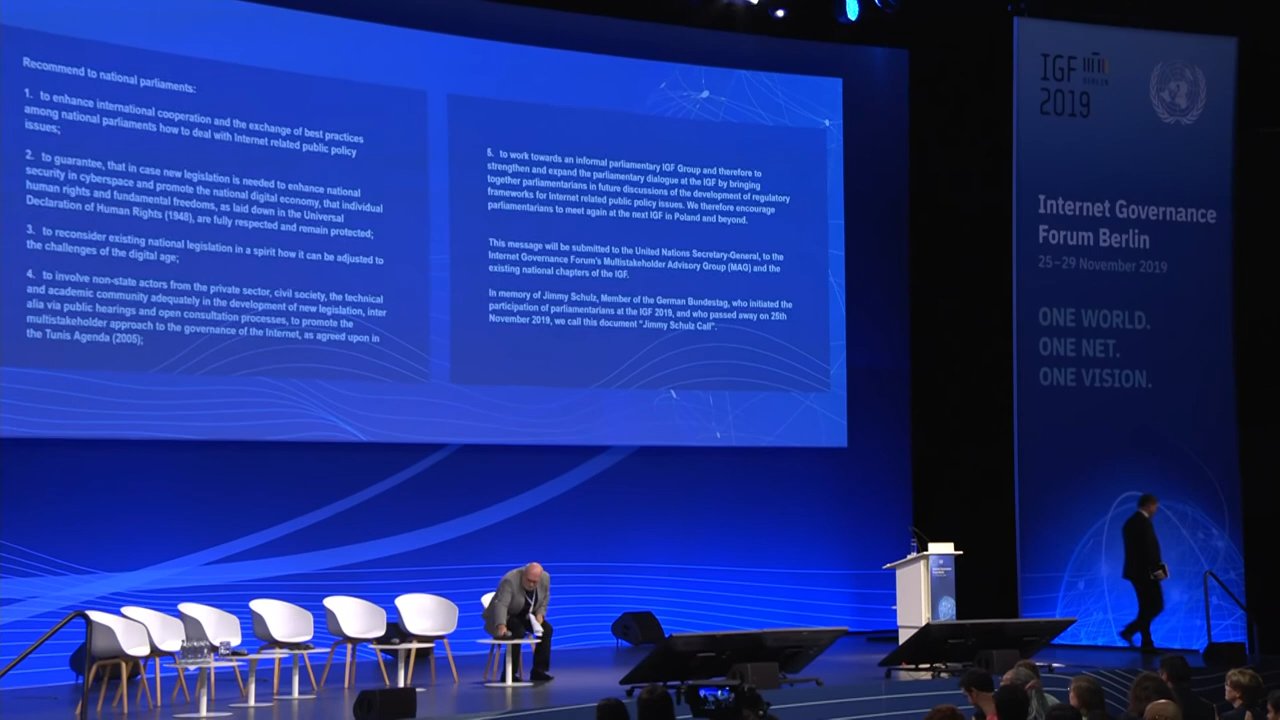 Recommend to national parliaments:
1. to enhance international cooperation and the exchange of best practices
among national parliaments how to deal with Internet related public policy
issues;
2. to guarantee, that in case new legislation is needed to enhance national
security in cyberspace and promote the national digital economy, that individual
human rights and fundamental freedoms, as laid down in the Universal
Declaration of Human Rights (1948), are fully respected and remain protected;
3. to reconsider existing national legislation in a spirit how it can be adjusted to
the challenges of the digital age;
4. to involve non-state actors from the private sector, civil society, the technical
and academic community adequately in the development of new legislation, inter
alia via public hearings and open consultation processes, to promote the
multistakeholder approach to the governance of the Internet, as agreed upon in
the Tunis Agenda (2005);
5. to work towards an informal parliamentary IGF Group and therefore to
strengthen and expand the parliamentary dialogue at the IGF by bringing
together parliamentarians in future discussions of the development of regulatory
frameworks for Internet related public policy issues. We therefore encourage
parliamentarians to meet again at the next IGF in Poland and beyond.
This message will be submitted to the United Nations Secretary-General, to the
Internet Governance Forum's Multistakeholder Advisory Group (MAG) and the
existing national chapters of the IGF.
In memory of Jimmy Schulz, Member of the German Bundestag, who initiated the
participation of parliamentarians at the IGF 2019, and who passed away on 25th
November 2019, we call this document "Jimmy Schulz Call".
IGF
BERLIN
2019
Internet Governance
Forum Berlin
25–29 November 2019
ONE WORLD.
ONE NET.
ONE VISION.